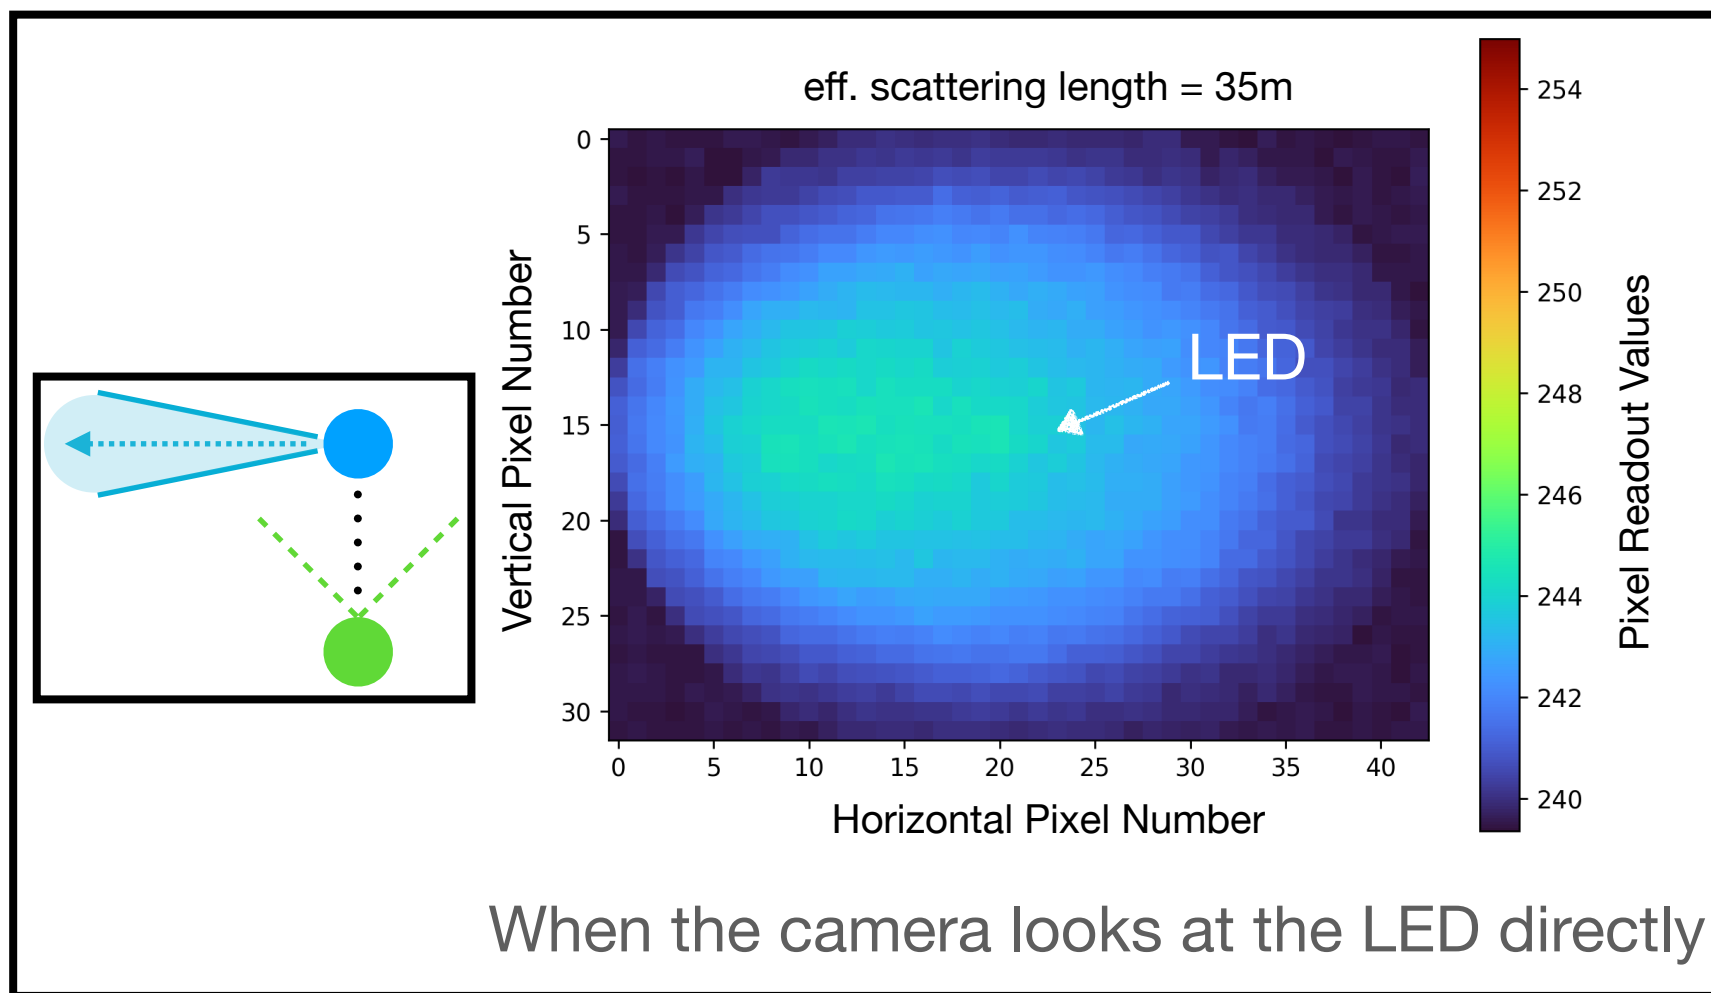 eff. scattering length = 35m
0
5
10
15
20
25
30
Vertical Pixel Number
LED
0 5 10 15 20 25 30 35 40
Horizontal Pixel Number
254
252
250
248
246
244
242
240
Pixel Readout Values
When the camera looks at the LED directly